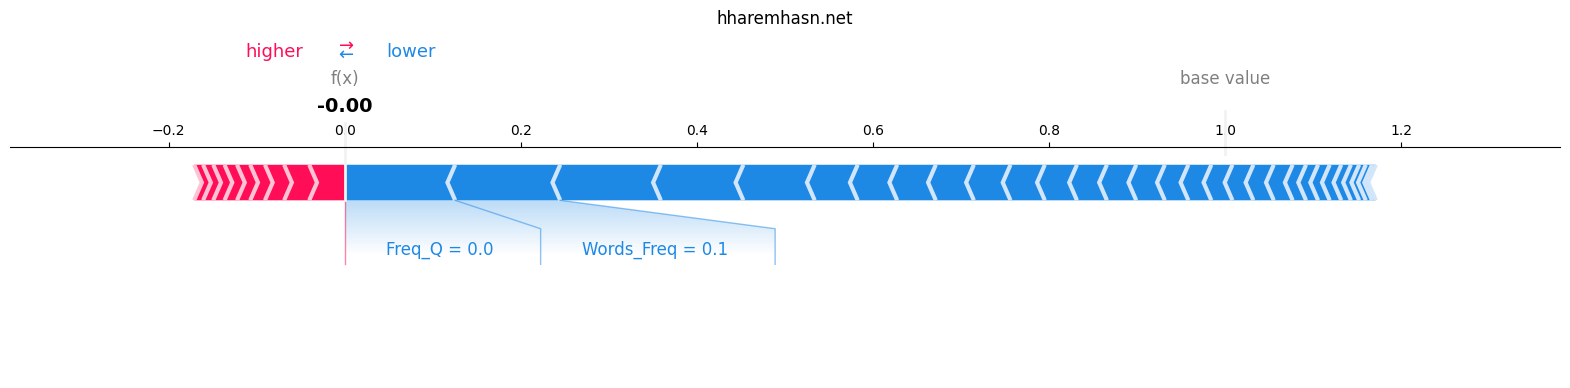 hharemhasn.net
higher ⇄ lower
f(x)
base value
-0.00
−0.2 0.0 0.2 0.4 0.6 0.8 1.0 1.2
Freq_Q = 0.0
Words_Freq = 0.1